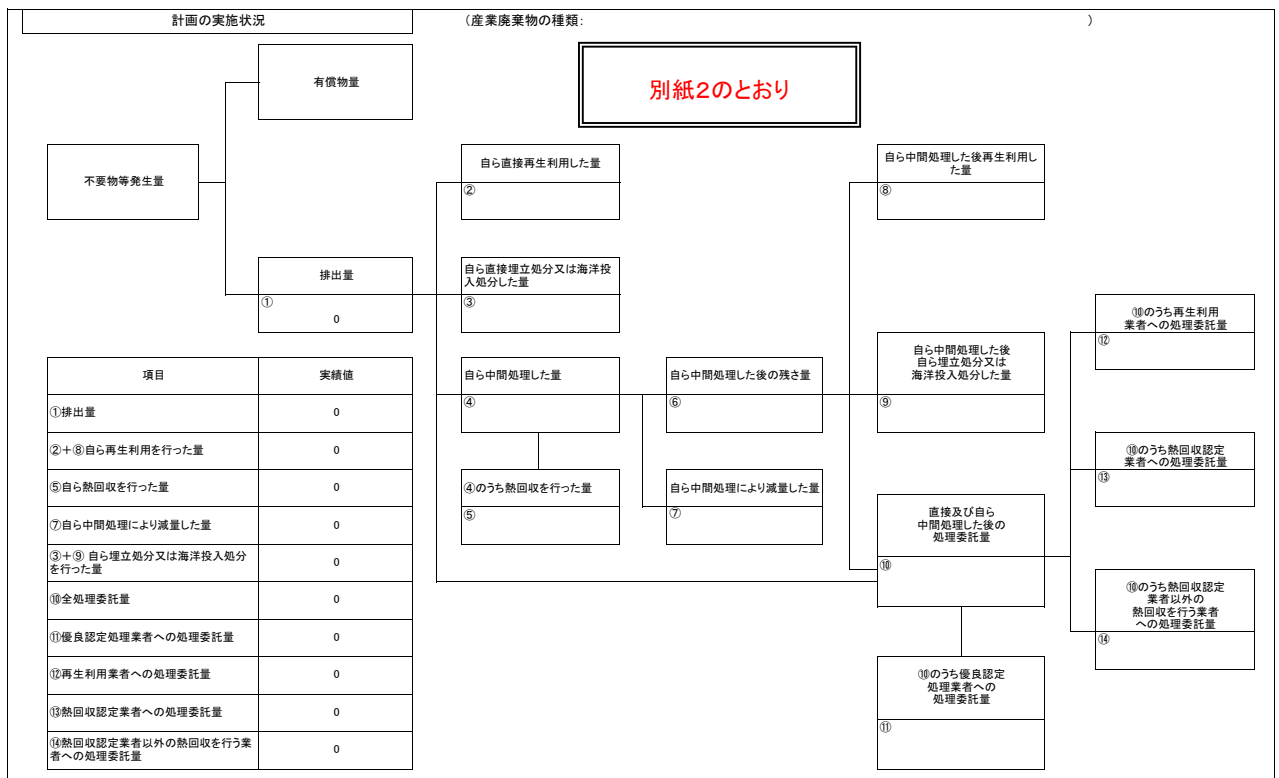 計画の実施状況
（産業廃棄物の種類：　）
有償物量
別紙２のとおり
不要物等発生量
自ら直接再生利用した量
②
自ら中間処理した後再生利用し
た量
⑧
排出量
①
0
自ら直接埋立処分又は海洋投
入処分した量
③
⑩のうち再生利用
業者への処理委託量
⑫
自ら中間処理した量
④
自ら中間処理した後の残さ量
⑥
自ら中間処理した後
自ら埋立処分又は
海洋投入処分した量
⑨
⑩のうち熱回収認定
業者への処理委託量
⑬
④のうち熱回収を行った量
⑤
自ら中間処理により減量した量
⑦
直接及び自ら
中間処理した後の
処理委託量
⑩
⑩のうち熱回収認定
業者以外の
熱回収を行う業者
への処理委託量
⑭
⑩のうち優良認定
処理業者への
処理委託量
⑪
項目　実績値
①排出量　0
②＋⑧自ら再生利用を行った量　0
⑤自ら熱回収を行った量　0
⑦自ら中間処理により減量した量　0
③＋⑨ 自ら埋立処分又は海洋投入処分
を行った量　0
⑩全処理委託量　0
⑪優良認定処理業者への処理委託量　0
⑫再生利用業者への処理委託量　0
⑬熱回収認定業者への処理委託量　0
⑭熱回収認定業者以外の熱回収を行う業
者への処理委託量　0